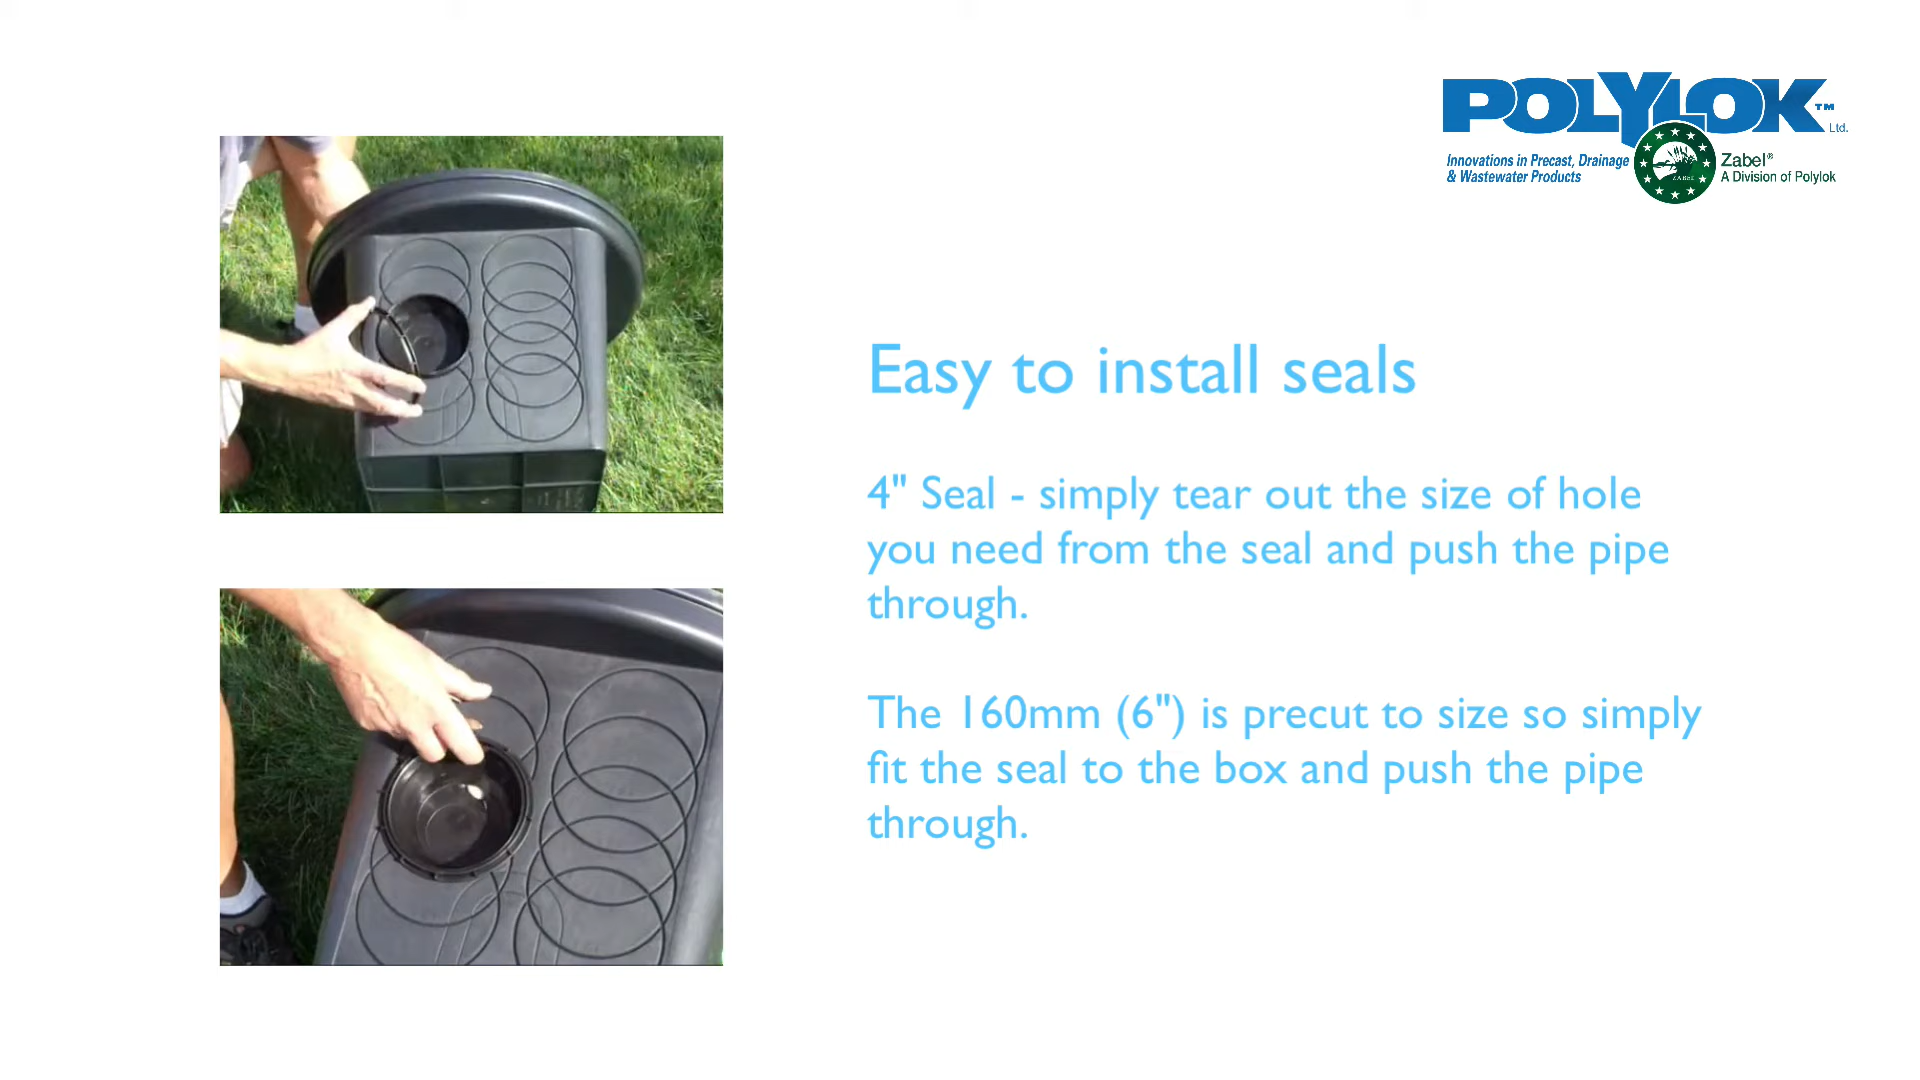 POLYLOK™ Ltd.
Innovations in Precast, Drainage
& Wastewater Products
ZABEL
Zabel®
A Division of Polylok
Easy to install seals
4" Seal - simply tear out the size of hole
you need from the seal and push the pipe
through.
The 160mm (6") is precut to size so simply
fit the seal to the box and push the pipe
through.